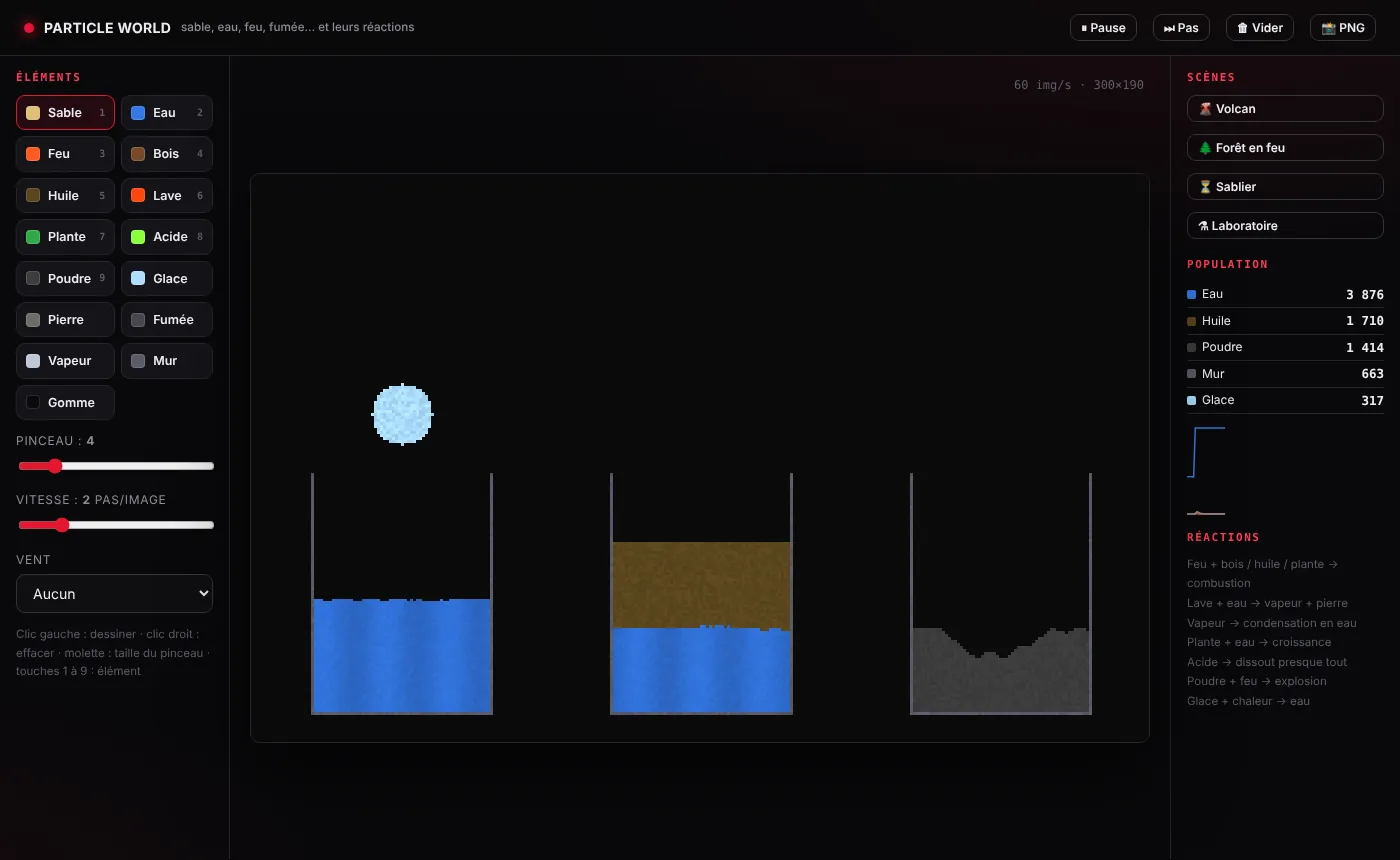 PARTICLE WORLD sable, eau, feu, fumée... et leurs réactions
⏸ Pause
⏭ Pas
🗑 Vider
📸 PNG
ÉLÉMENTS
Sable 1
Eau 2
Feu 3
Bois 4
Huile 5
Lave 6
Plante 7
Acide 8
Poudre 9
Glace
Pierre
Fumée
Vapeur
Mur
Gomme
PINCEAU : 4
VITESSE : 2 PAS/IMAGE
VENT
Aucun
Clic gauche : dessiner · clic droit :
effacer · molette : taille du pinceau ·
touches 1 à 9 : élément
60 img/s · 300×190
SCÈNES
🌋 Volcan
🌲 Forêt en feu
⏳ Sablier
⚗ Laboratoire
POPULATION
Eau 3 876
Huile 1 710
Poudre 1 414
Mur 663
Glace 317
RÉACTIONS
Feu + bois / huile / plante →
combustion
Lave + eau → vapeur + pierre
Vapeur → condensation en eau
Plante + eau → croissance
Acide → dissout presque tout
Poudre + feu → explosion
Glace + chaleur → eau